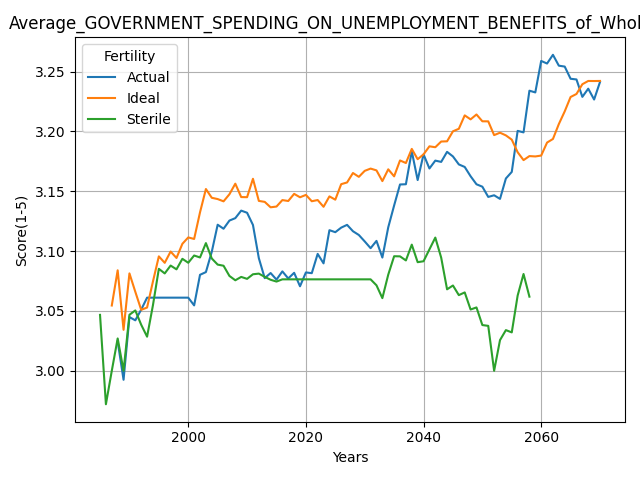 Average_GOVERNMENT_SPENDING_ON_UNEMPLOYMENT_BENEFITS_of_Whol
Fertility
Actual
Ideal
Sterile
Score(1-5)
3.25
3.20
3.15
3.10
3.05
3.00
2000
2020
2040
2060
Years